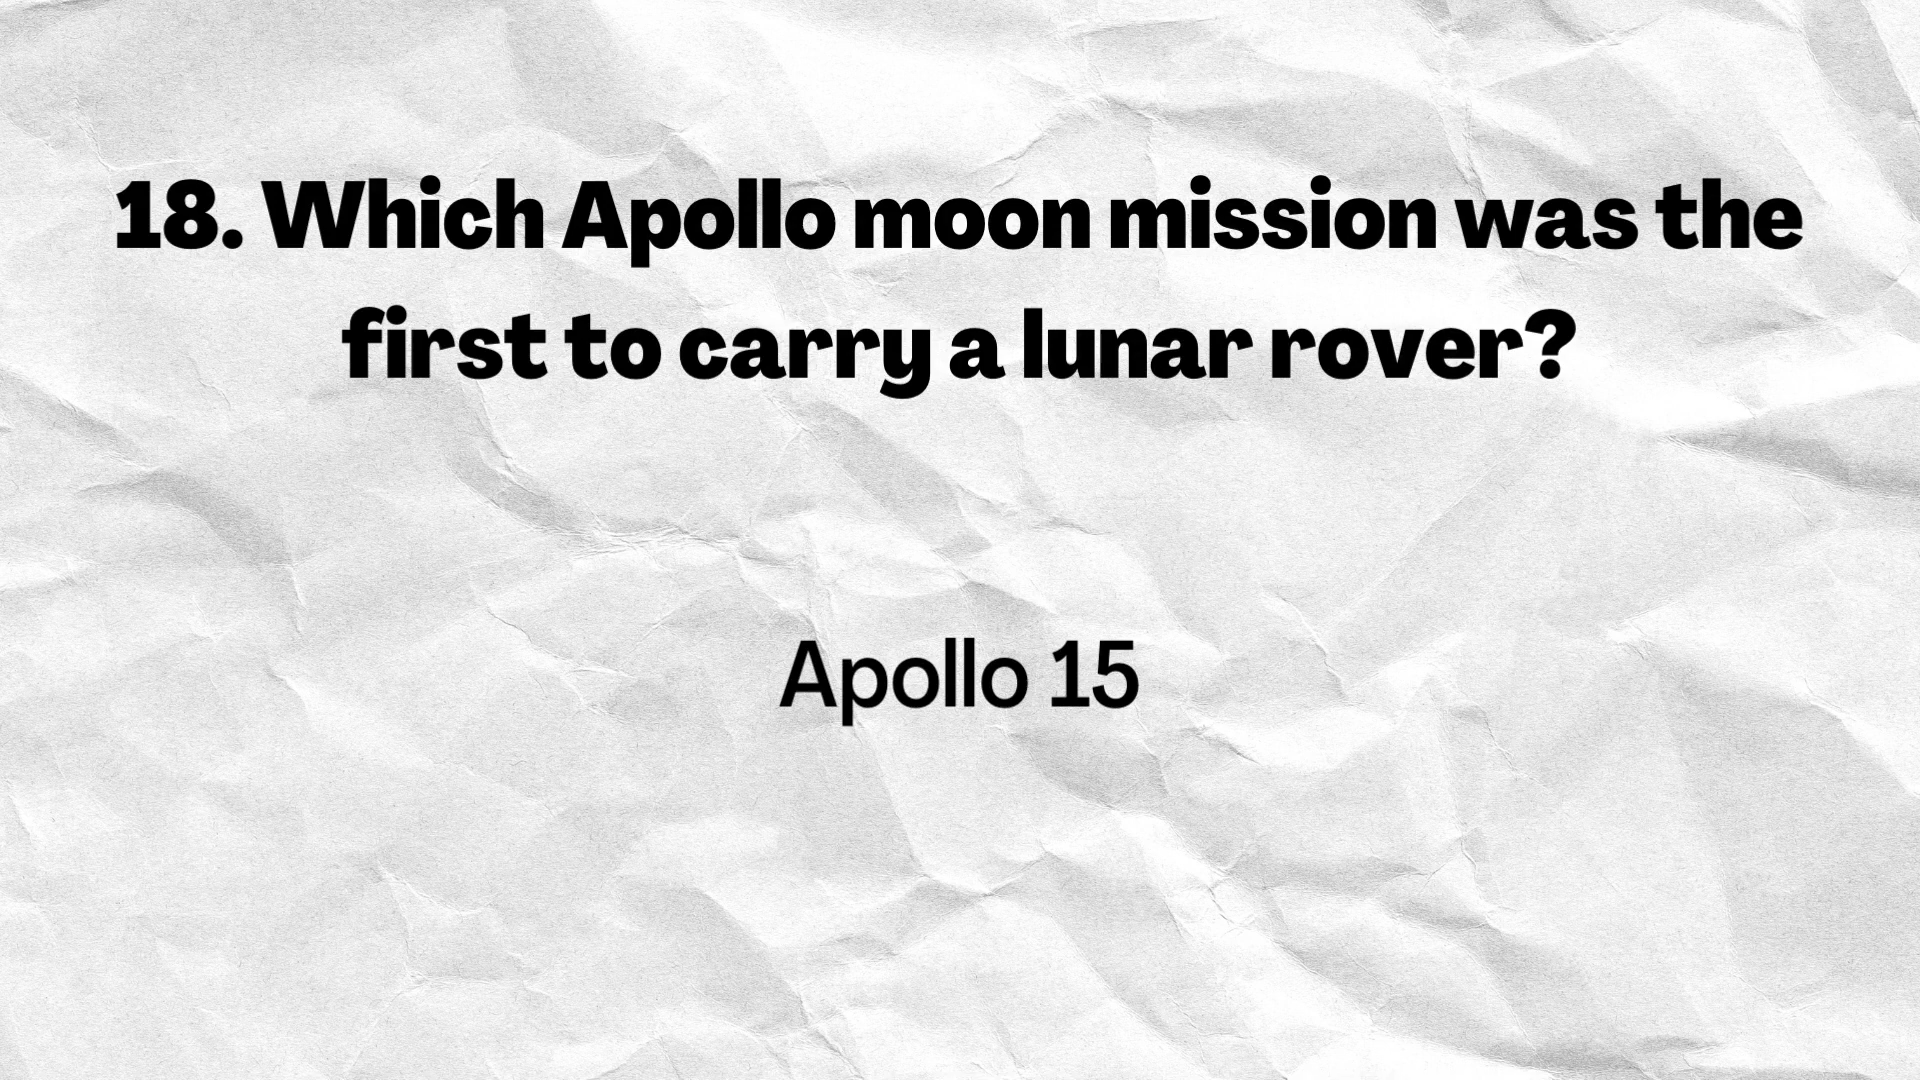 18. Which Apollo moon mission was the
first to carry a lunar rover?
Apollo 15